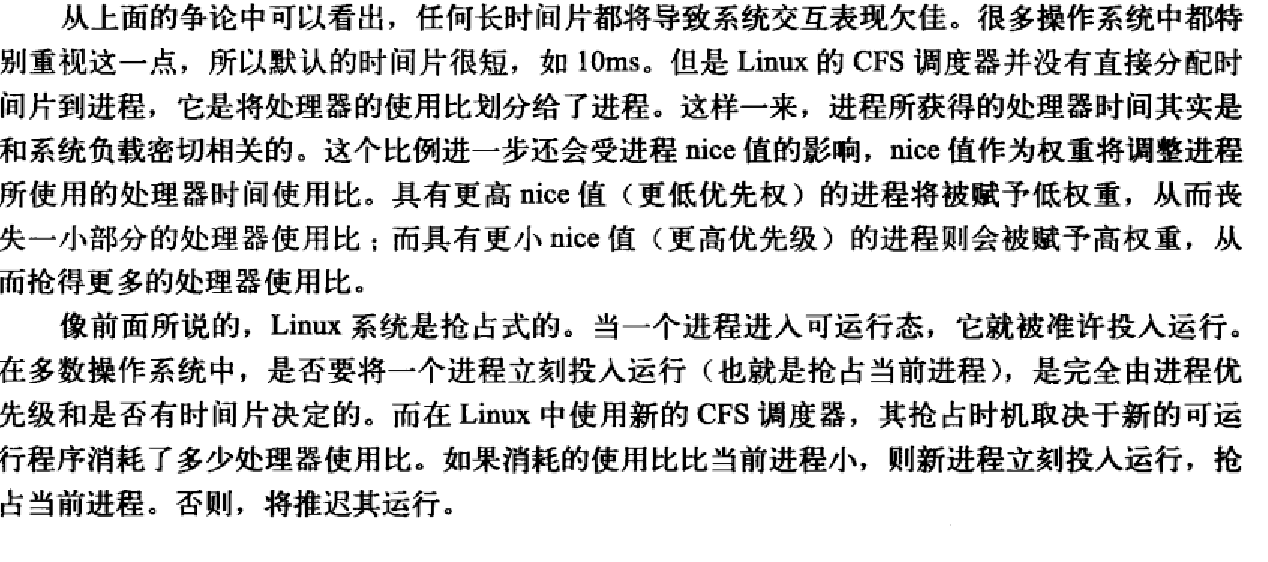 从上面的争论中可以看出，任何长时间片都将导致系统交互表现欠佳。很多操作系统中都特
别重视这一点，所以默认的时间片很短，如 10ms。但是 Linux 的 CFS 调度器并没有直接分配时
间片到进程，它是将处理器的使用比划分给了进程。这样一来，进程所获得的处理器时间其实是
和系统负载密切相关的。这个比例进一步还会受进程 nice 值的影响，nice 值作为权重将调整进程
所使用的处理器时间使用比。具有更高 nice 值（更低优先权）的进程将被赋予低权重，从而丧
失一小部分的处理器使用比；而具有更小 nice 值（更高优先级）的进程则会被赋予高权重，从
而抢得更多的处理器使用比。
像前面所说的，Linux 系统是抢占式的。当一个进程进入可运行态，它就被准许投入运行。
在多数操作系统中，是否要将一个进程立刻投入运行（也就是抢占当前进程），是完全由进程优
先级和是否有时间片决定的。而在 Linux 中使用新的 CFS 调度器，其抢占时机取决于新的可运
行程序消耗了多少处理器使用比。如果消耗的使用比比当前进程小，则新进程立刻投入运行，抢
占当前进程。否则，将推迟其运行。